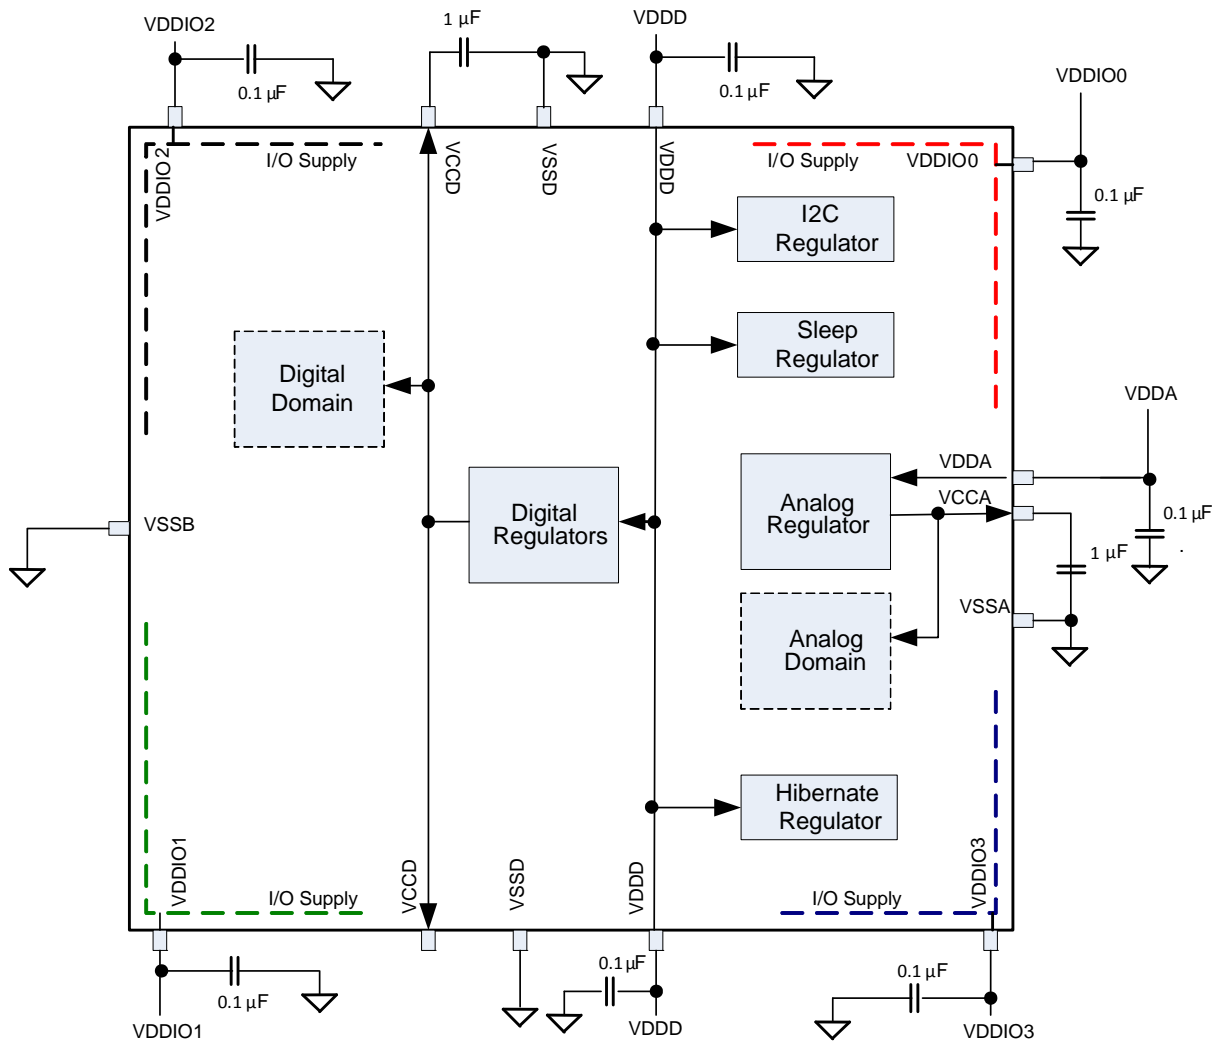 VDDIO2
1 µF
VDDD
0.1 µF
0.1 µF
VDDIO0
0.1 µF
VDDIO2
I/O Supply
VCCD
VSSD
VDDD
I/O Supply
VDDIO0
I2C
Regulator
Sleep
Regulator
Digital
Domain
VDDA
VDDA
VCCA
Analog
Regulator
Digital
Regulators
0.1 µF
.
1 µF
VSSB
VSSA
Analog
Domain
Hibernate
Regulator
VDDIO1
I/O Supply
VCCD
VSSD
VDDD
I/O Supply
VDDIO3
0.1 µF
0.1 µF
0.1 µF
VDDIO1
VDDD
VDDIO3